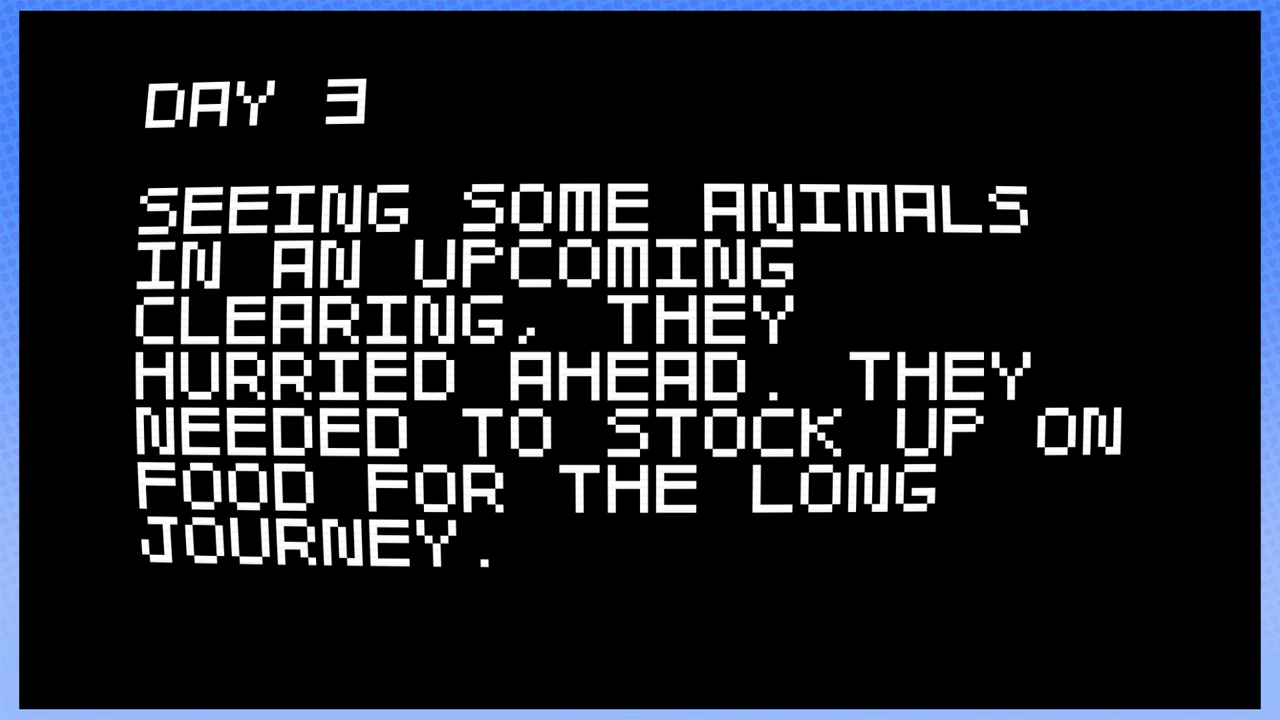 DAY 3
SEEING SOME ANIMALS
IN AN UPCOMING
CLEARING, THEY
HURRIED AHEAD. THEY
NEEDED TO STOCK UP ON
FOOD FOR THE LONG
JOURNEY.